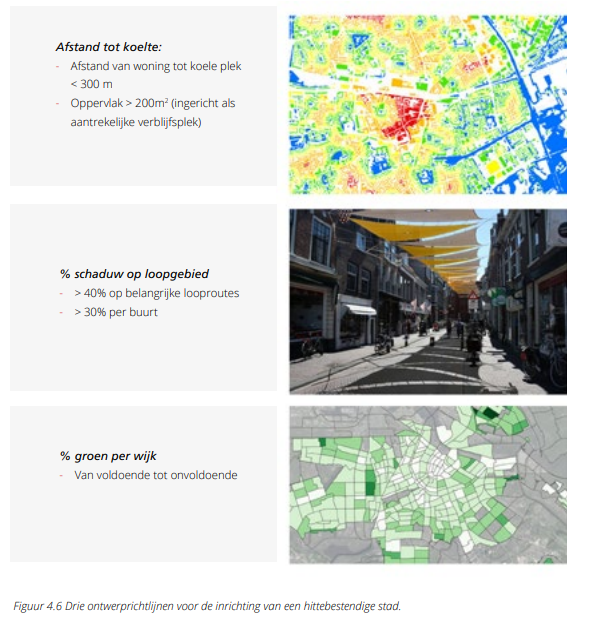 Afstand tot koelte:
- Afstand van woning tot koele plek
< 300 m
- Oppervlak > 200m² (ingericht als
aantrekelijke verblijfsplek)
% schaduw op loopgebied
- > 40% op belangrijke looproutes
- > 30% per buurt
% groen per wijk
- Van voldoende tot onvoldoende
Figuur 4.6 Drie ontwerprichtlijnen voor de inrichting van een hittebestendige stad.